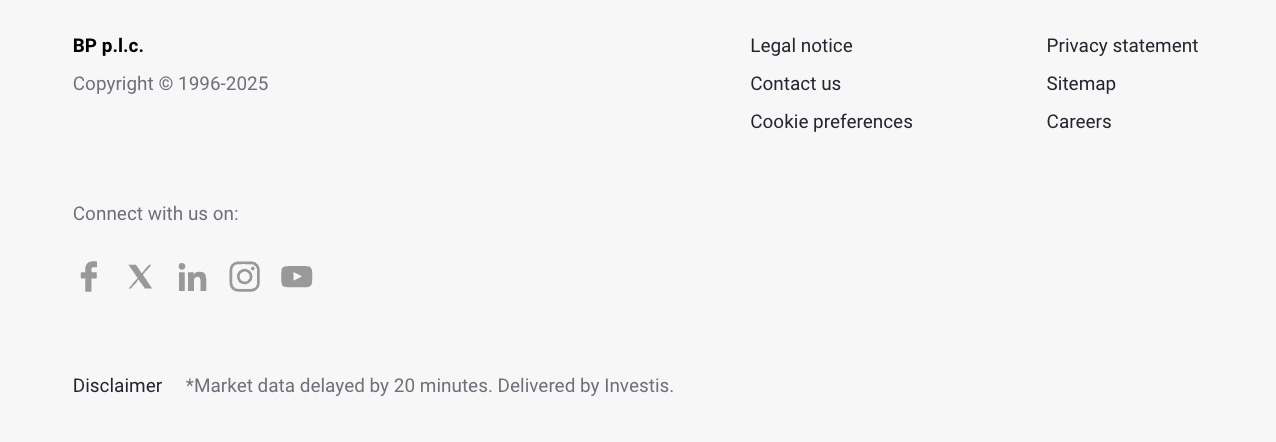 BP p.l.c.
Copyright © 1996-2025
Legal notice
Contact us
Cookie preferences
Privacy statement
Sitemap
Careers
Connect with us on:
Disclaimer *Market data delayed by 20 minutes. Delivered by Investis.